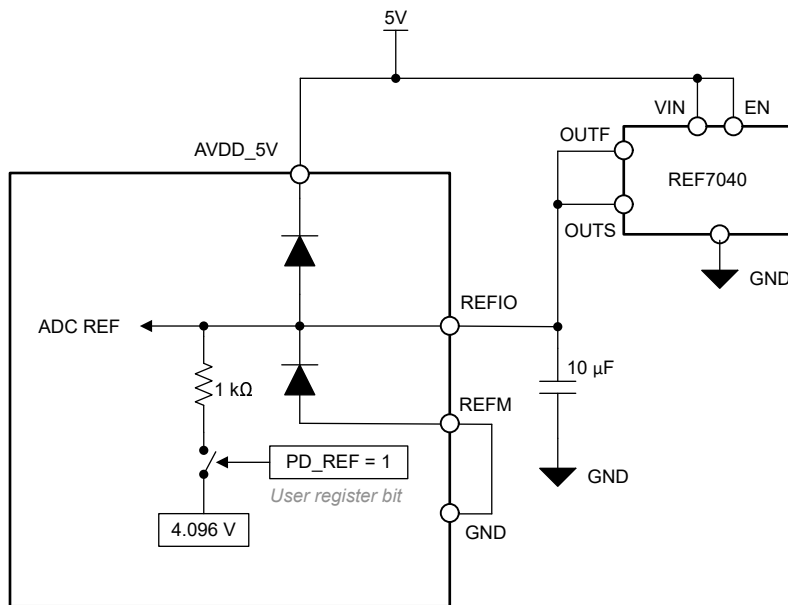 5V
VIN
EN
OUTF
AVDD_5V
REF7040
OUTS
GND
REFIO
ADC REF
10 µF
1 kΩ
REFM
PD_REF = 1
GND
User register bit
4.096 V
GND